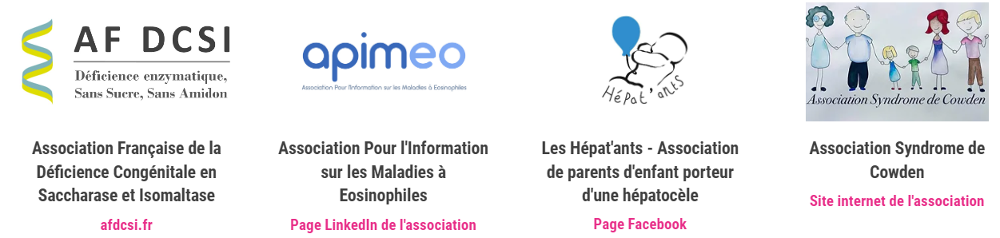 AF DCSI
Déficience enzymatique,
Sans Sucre, Sans Amidon
Association Française de la
Déficience Congénitale en
Saccharase et Isomaltase
afdcsi.fr
apimeo
Association Pour l'Information sur les Maladies à Eosinophiles
Association Pour l'Information
sur les Maladies à
Eosinophiles
Page LinkedIn de l'association
Hépat'ants
Les Hépat'ants - Association
de parents d'enfant porteur
d'une hépatocèle
Page Facebook
Association Syndrome de Cowden
Association Syndrome de
Cowden
Site internet de l'association